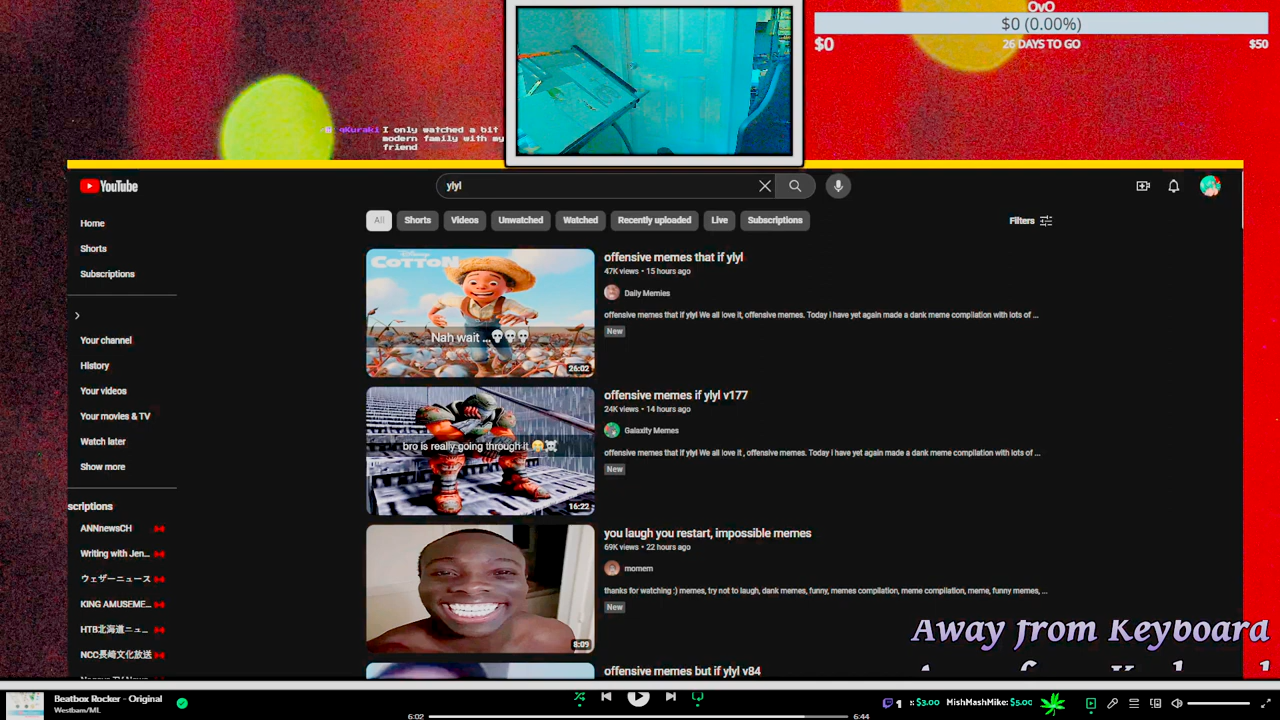 OvO
$0 (0.00%)
$0
26 DAYS TO GO
$50
qKuraki I only watched a bit
modern family with my
friend
YouTube
ylyl
Home
Shorts
Subscriptions
Your channel
History
Your videos
Your movies & TV
Watch later
Show more
scriptions
ANNnewsCH
Writing with Jen...
ウェザーニュース
KING AMUSEME...
HTB北海道ニュ...
NCC長崎文化放送
All
Shorts
Videos
Unwatched
Watched
Recently uploaded
Live
Subscriptions
Filters
Disney
COTTON
Nah wait ...💀💀💀
26:02
offensive memes that if ylyl
47K views • 15 hours ago
Daily Memies
offensive memes that if ylyl We all love it, offensive memes. Today i have yet again made a dank meme compilation with lots of ...
New
bro is really going through it
16:22
offensive memes if ylyl v177
24K views • 14 hours ago
Galaxity Memes
offensive memes that if ylyl We all love it , offensive memes. Today i have yet again made a dank meme compilation with lots of ...
New
8:09
you laugh you restart, impossible memes
69K views • 22 hours ago
momem
thanks for watching :) memes, try not to laugh, dank memes, funny, memes compilation, meme compilation, meme, funny memes, ...
New
offensive memes but if ylyl v84
Away from Keyboard
Beatbox Rocker - Original
Westbam/ML
6:02
6:44
1
: $3.00
MishMashMike: $5.00